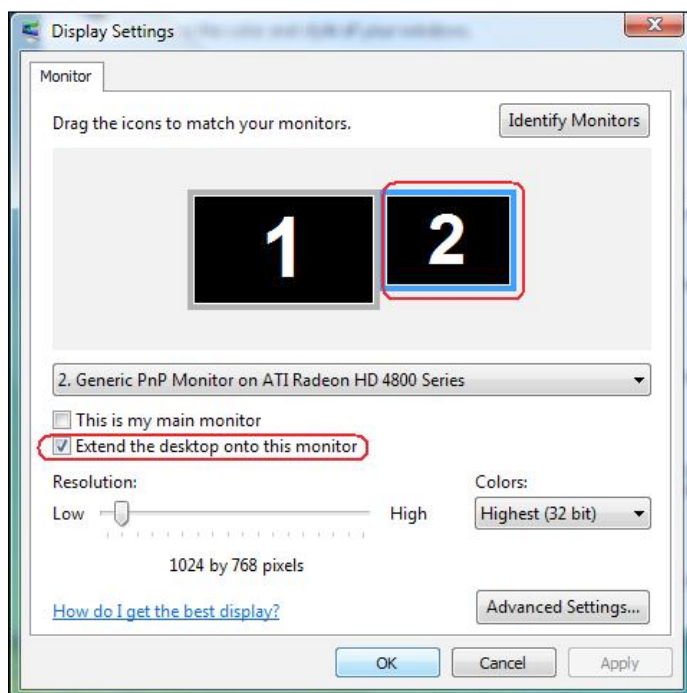 Display Settings
Monitor
Drag the icons to match your monitors.
Identify Monitors
1
2
2. Generic PnP Monitor on ATI Radeon HD 4800 Series
This is my main monitor
Extend the desktop onto this monitor
Resolution:
Colors:
Low
High
Highest (32 bit)
1024 by 768 pixels
How do I get the best display?
Advanced Settings...
OK
Cancel
Apply